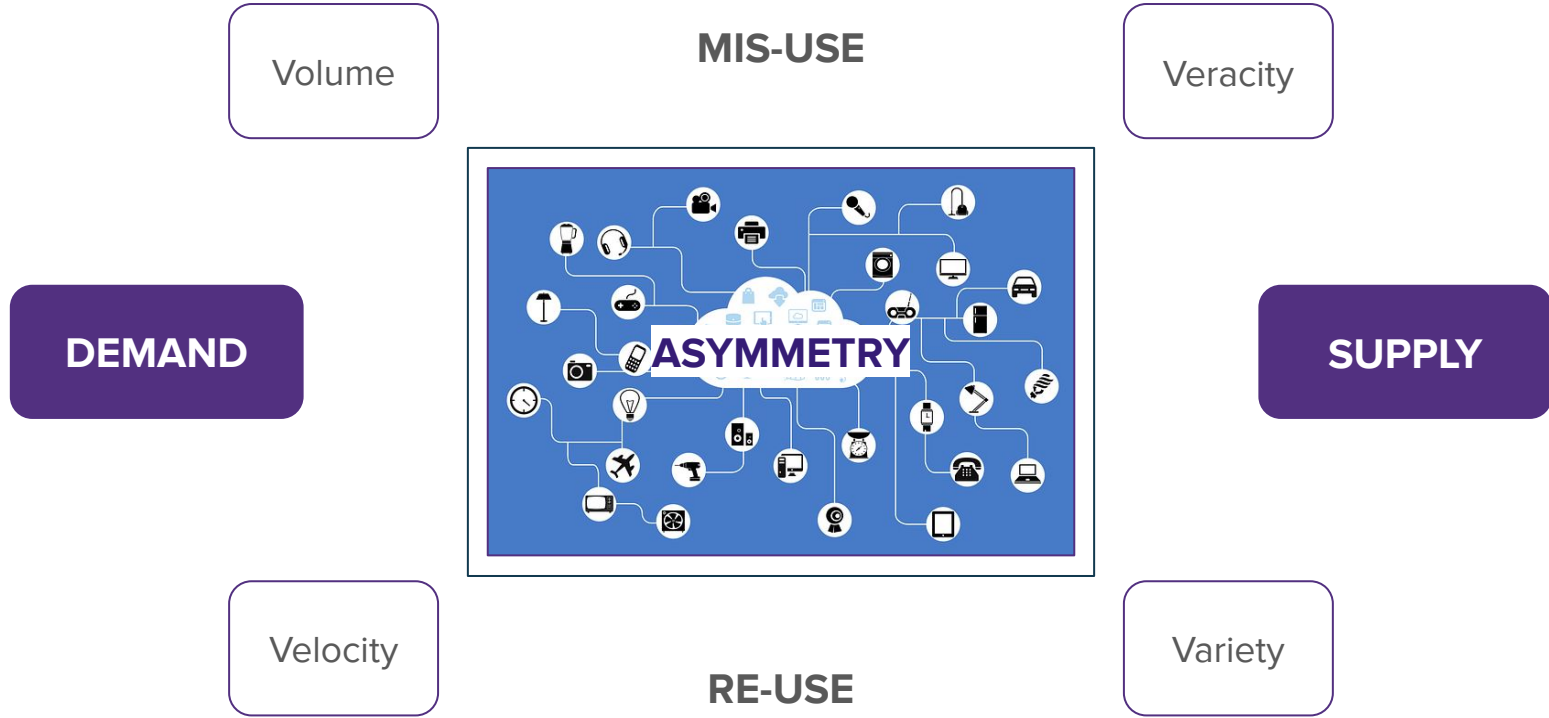 Volume
MIS-USE
Veracity
DEMAND
ASYMMETRY
SUPPLY
Velocity
RE-USE
Variety